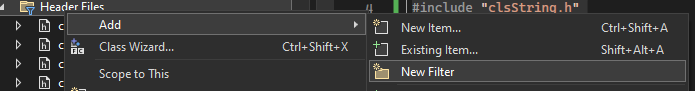 Header Files
4
#include "clsString.h"
Add
New Item...
Ctrl+Shift+A
Class Wizard...
Ctrl+Shift+X
Existing Item...
Shift+Alt+A
Scope to This
New Filter